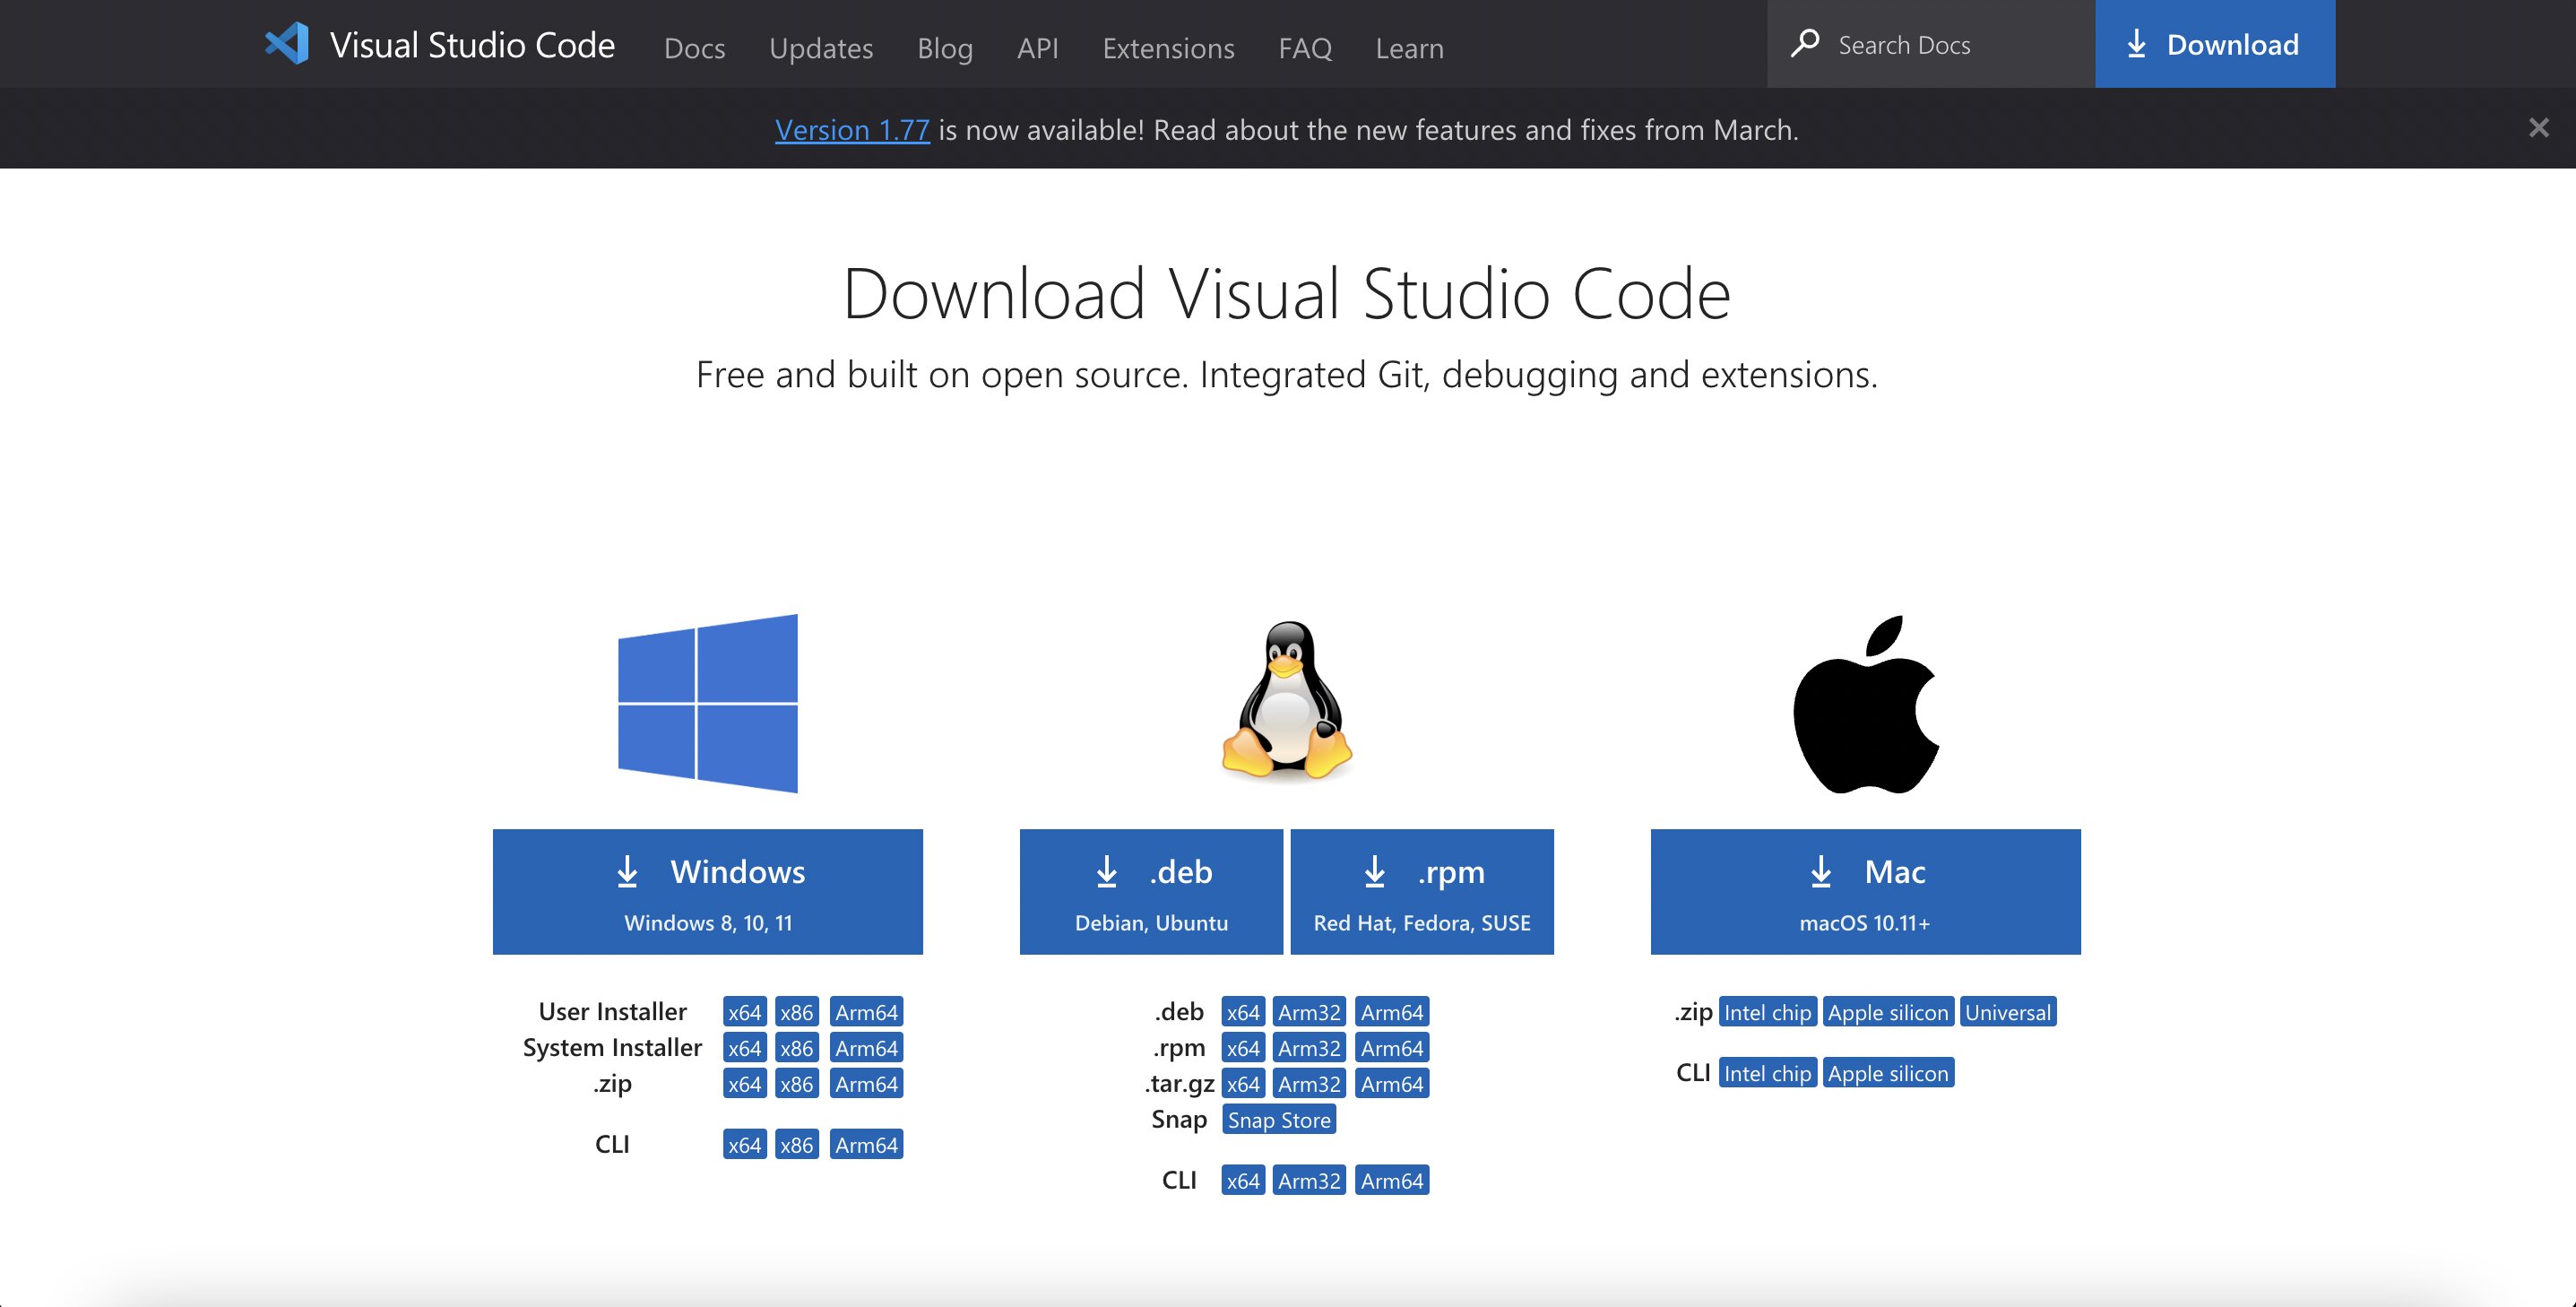 Visual Studio Code Docs Updates Blog API Extensions FAQ Learn Search Docs Download
Version 1.77 is now available! Read about the new features and fixes from March.
Download Visual Studio Code
Free and built on open source. Integrated Git, debugging and extensions.
Windows
Windows 8, 10, 11
User Installer x64 x86 Arm64
System Installer x64 x86 Arm64
.zip x64 x86 Arm64
CLI x64 x86 Arm64
.deb
Debian, Ubuntu
.rpm
Red Hat, Fedora, SUSE
.deb x64 Arm32 Arm64
.rpm x64 Arm32 Arm64
.tar.gz x64 Arm32 Arm64
Snap Snap Store
CLI x64 Arm32 Arm64
Mac
macOS 10.11+
.zip Intel chip Apple silicon Universal
CLI Intel chip Apple silicon